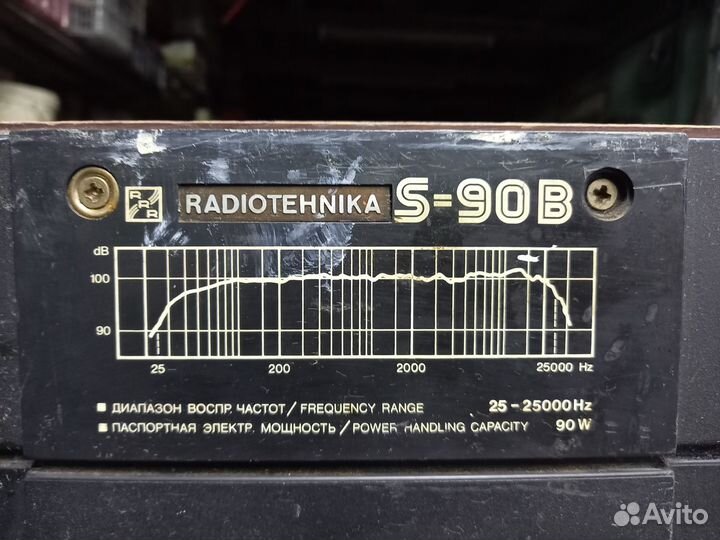 RRR RADIOTEHNIKA S-90B
dB
100
90
25 200 2000 25000 Hz
▪ ДИАПАЗОН ВОСПР. ЧАСТОТ / FREQUENCY RANGE 25-25000Hz
▪ ПАСПОРТНАЯ ЭЛЕКТР. МОЩНОСТЬ / POWER HANDLING CAPACITY 90 W
Avito